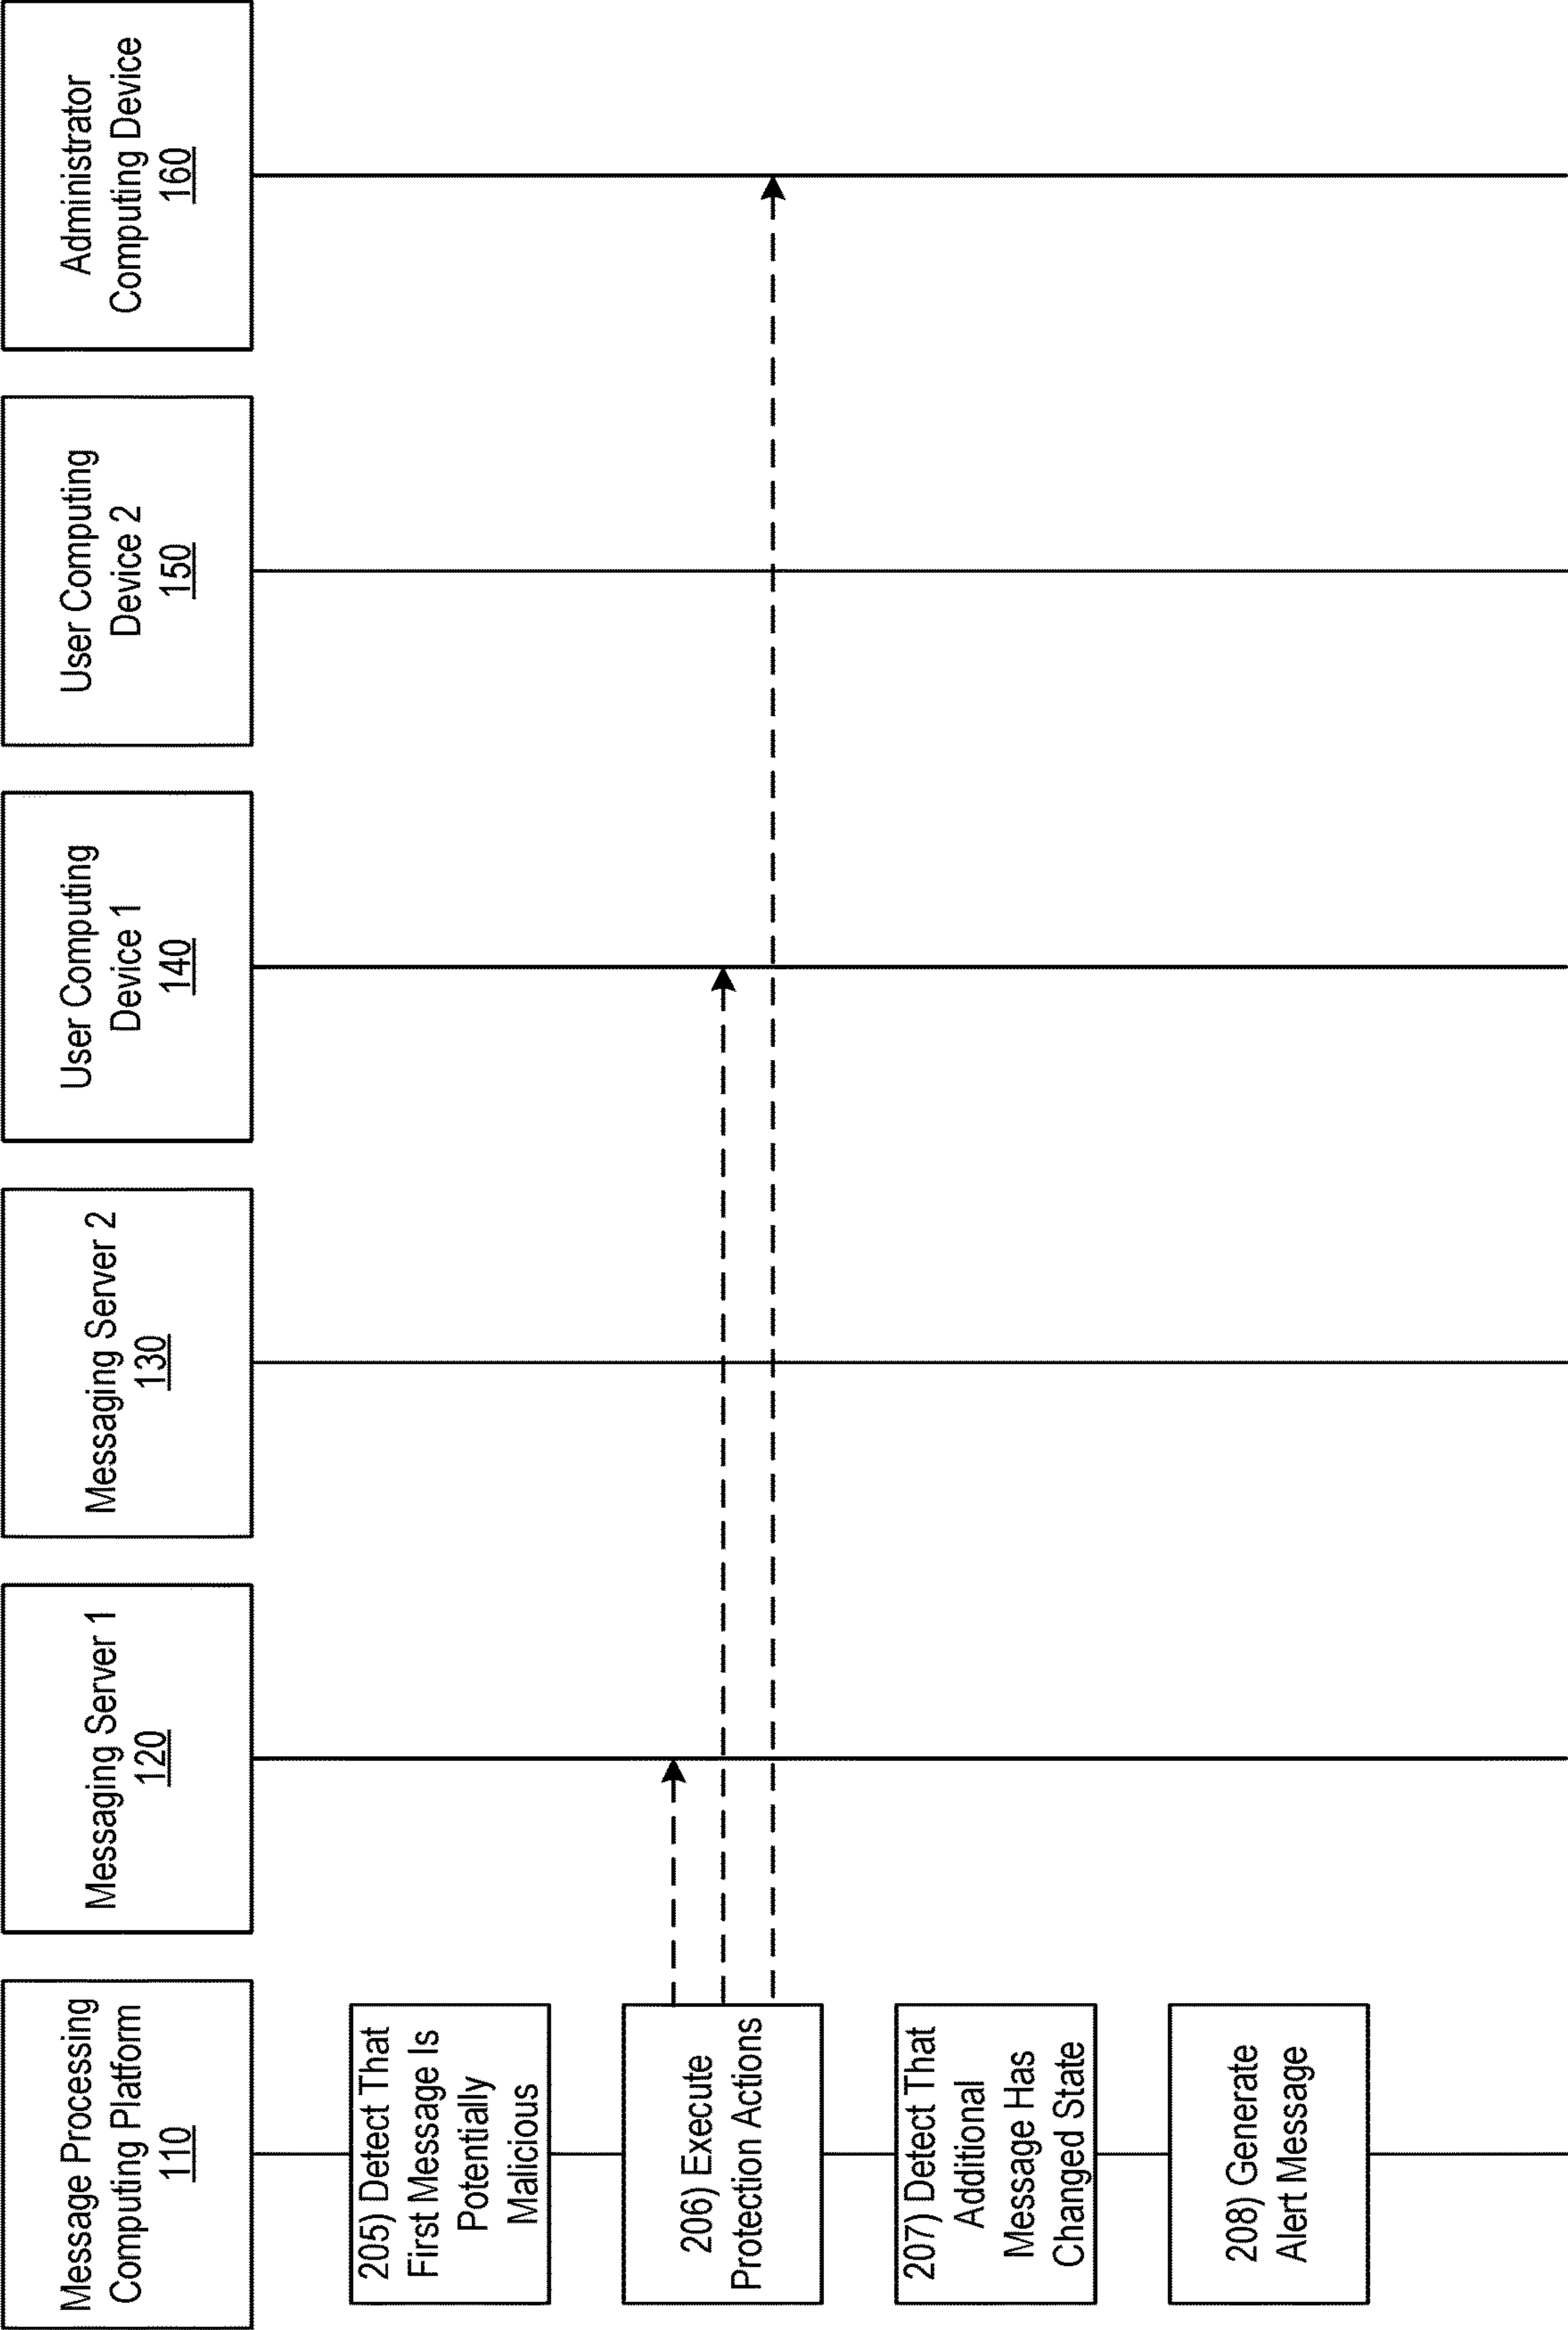 Message Processing
Computing Platform
110
Messaging Server 1
120
Messaging Server 2
130
User Computing
Device 1
140
User Computing
Device 2
150
Administrator
Computing Device
160
205) Detect That
First Message Is
Potentially
Malicious
206) Execute
Protection Actions
207) Detect That
Additional
Message Has
Changed State
208) Generate
Alert Message